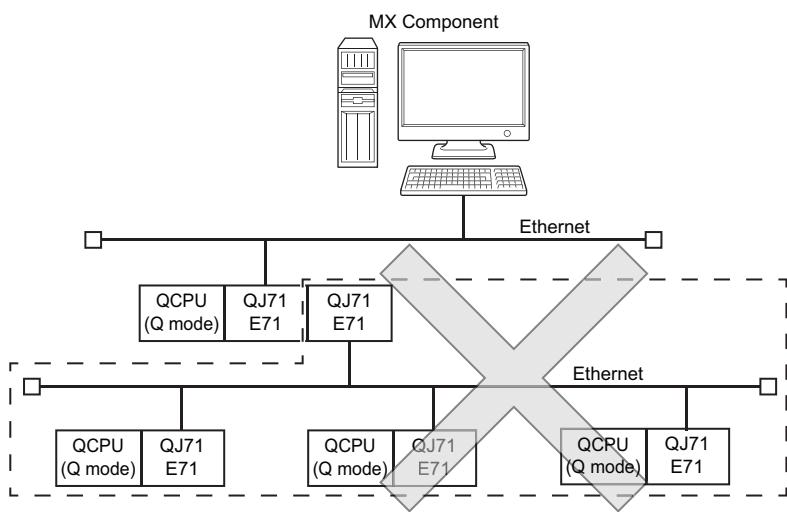 MX Component
Ethernet
QCPU
(Q mode)
QJ71
E71
QJ71
E71
Ethernet
QCPU
(Q mode)
QJ71
E71
QCPU
(Q mode)
QJ71
E71
QCPU
(Q mode)
QJ71
E71